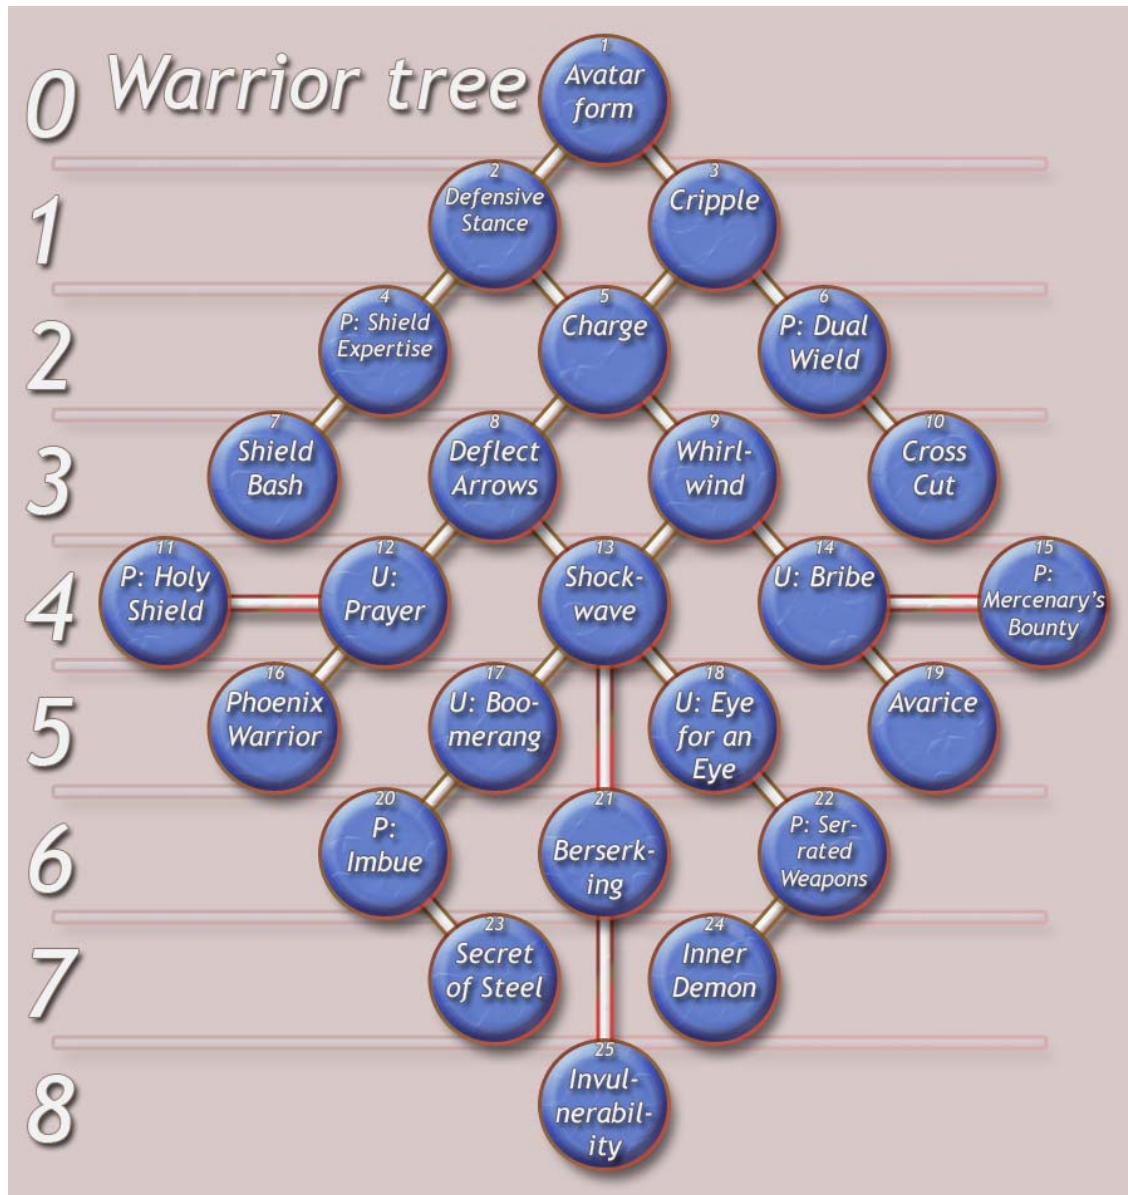 0
Warrior tree
1
Avatar
form
1
2
Defensive
Stance
3
Cripple
2
4
P: Shield
Expertise
5
Charge
6
P: Dual
Wield
3
7
Shield
Bash
8
Deflect
Arrows
9
Whirl-
wind
10
Cross
Cut
4
11
P: Holy
Shield
12
U:
Prayer
13
Shock-
wave
14
U: Bribe
15
P:
Mercenary's
Bounty
5
16
Phoenix
Warrior
17
U: Boo-
merang
18
U: Eye
for an
Eye
19
Avarice
6
20
P:
Imbue
21
Berserk-
ing
22
P: Ser-
rated
Weapons
7
23
Secret
of Steel
24
Inner
Demon
8
25
Invul-
nerabil-
ity